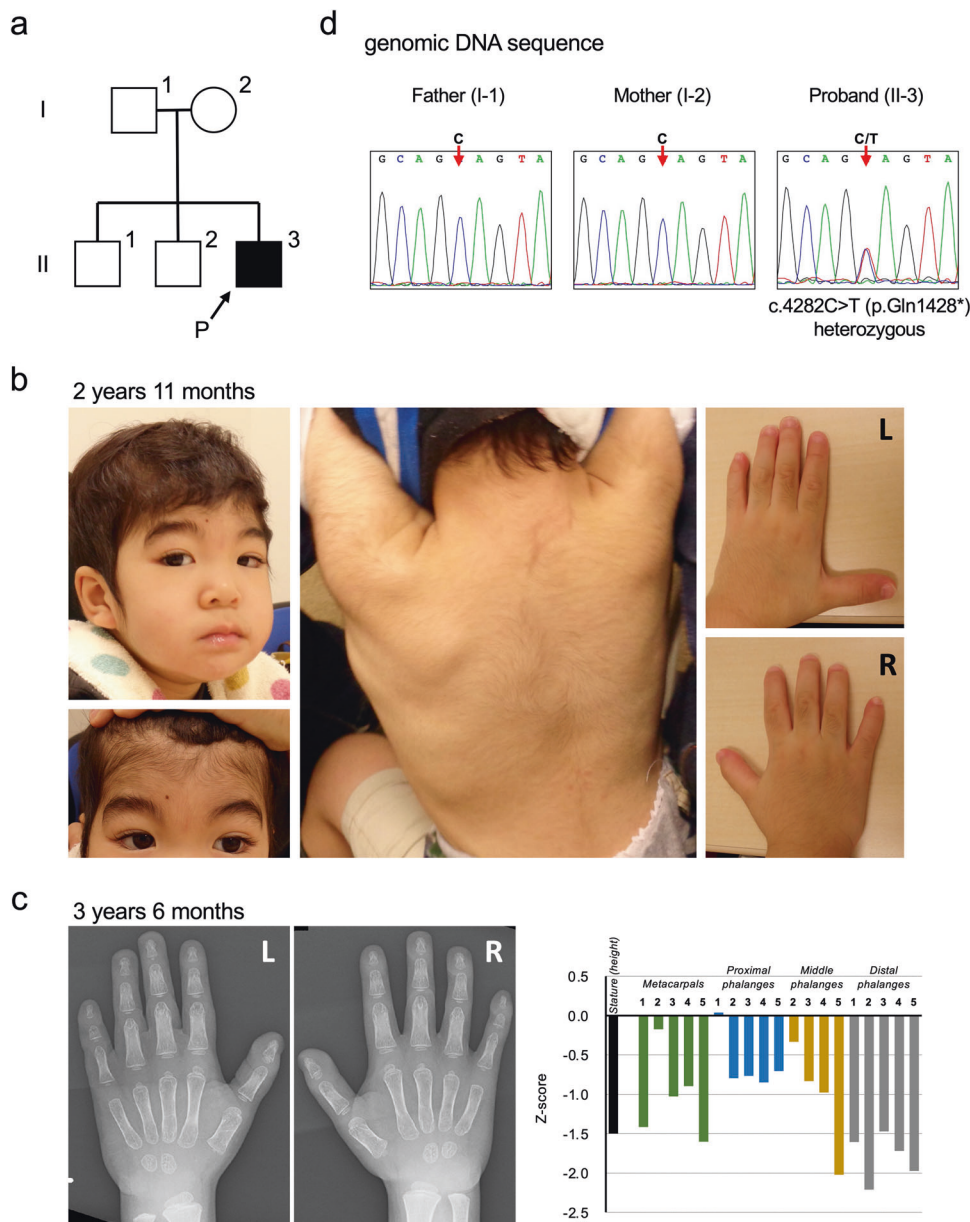 a
1
2
I
1
2
3
II
P
d
genomic DNA sequence
Father (I-1)
Mother (I-2)
Proband (II-3)
C
C
C/T
G C A G A G T A
G C A G A G T A
G C A G A G T A
c.4282C>T (p.Gln1428*)
heterozygous
b
2 years 11 months
L
R
c
3 years 6 months
L
R
Stature (height)
Metacarpals
Proximal
phalanges
Middle
phalanges
Distal
phalanges
1 2 3 4 5 1 2 3 4 5 2 3 4 5 1 2 3 4 5
Z-score
0.5
0.0
-0.5
-1.0
-1.5
-2.0
-2.5